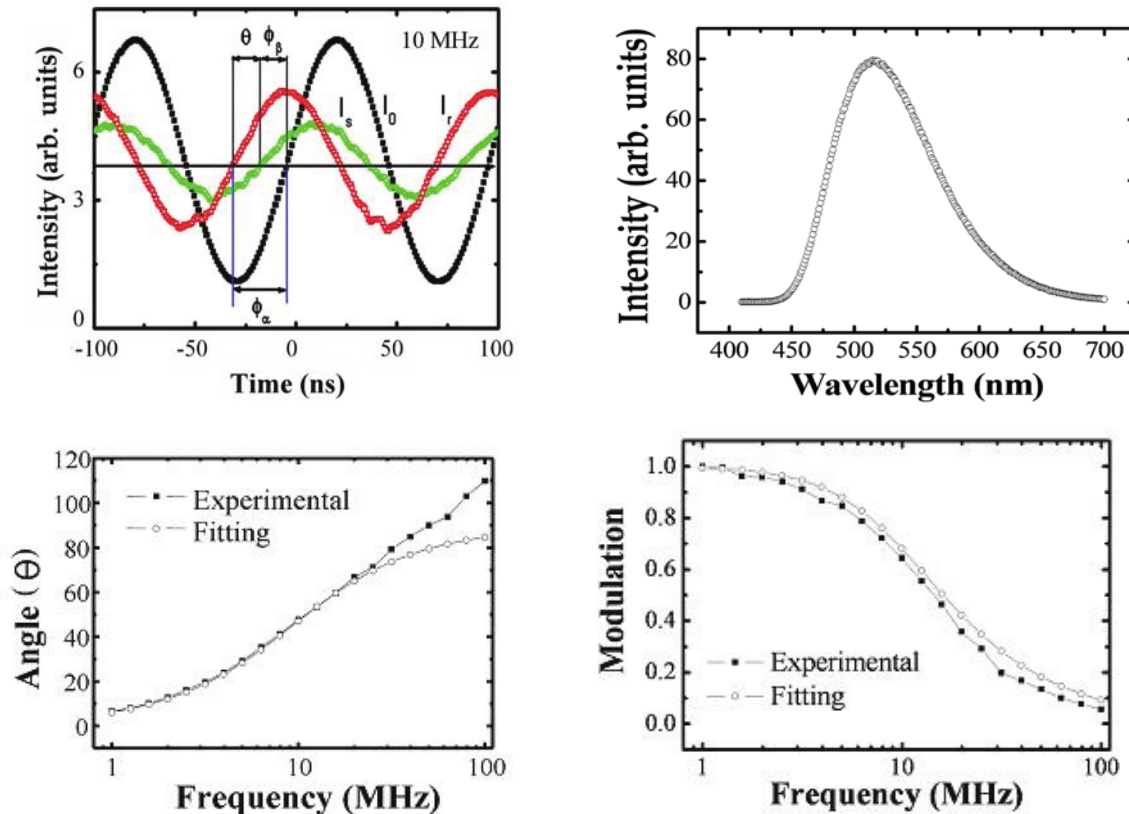 10 MHz
θ ϕβ
Is I0 Ir
ϕα
Intensity (arb. units)
6
3
0
-100 -50 0 50 100
Time (ns)
Intensity (arb. units)
80
60
40
20
0
400 450 500 550 600 650 700
Wavelength (nm)
Angle (Θ)
120
100
80
60
40
20
0
Experimental
Fitting
1 10 100
Frequency (MHz)
Modulation
1.0
0.8
0.6
0.4
0.2
0.0
Experimental
Fitting
1 10 100
Frequency (MHz)